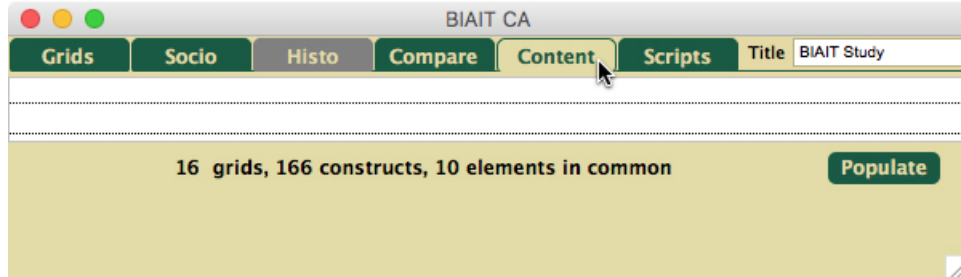 BIAIT CA
Grids Socio Histo Compare Content Scripts Title BIAIT Study
16 grids, 166 constructs, 10 elements in common Populate